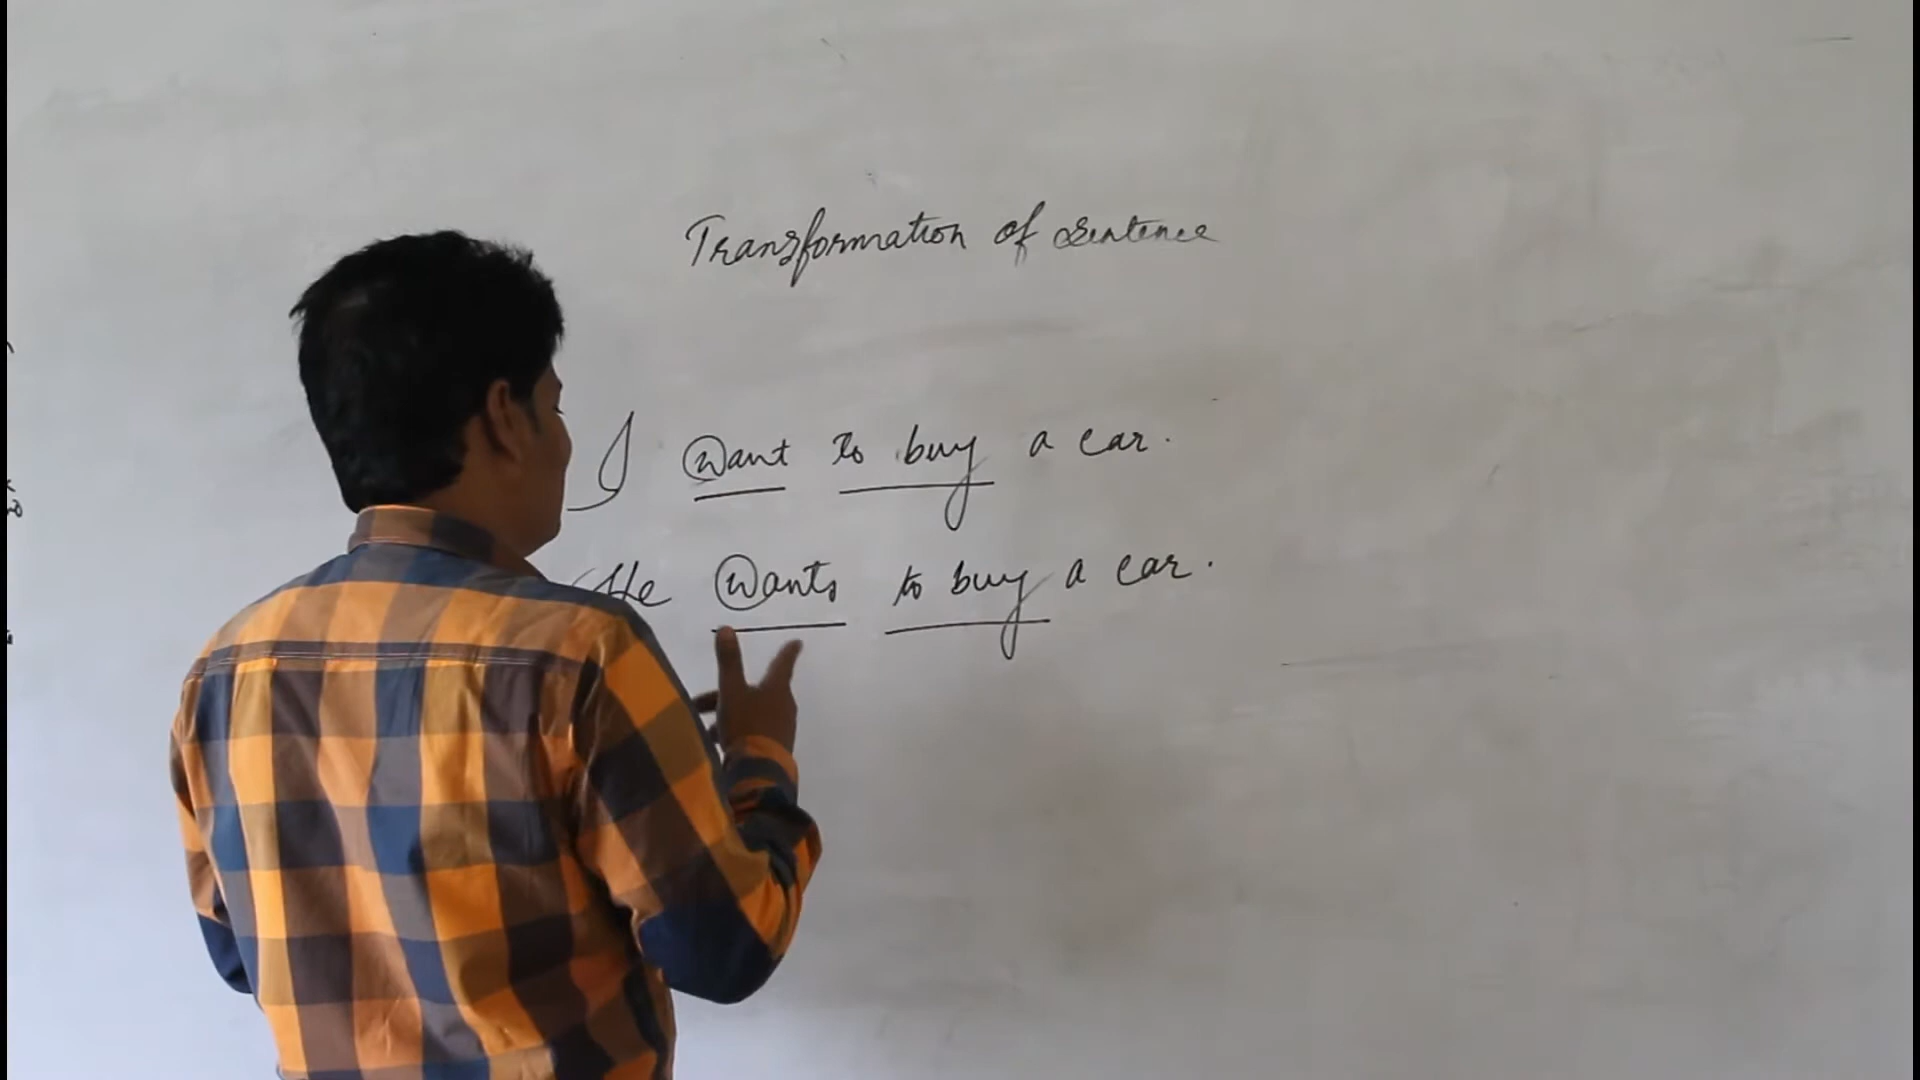 Transformation of Sentence
I want to buy a car.
He wants to buy a car.